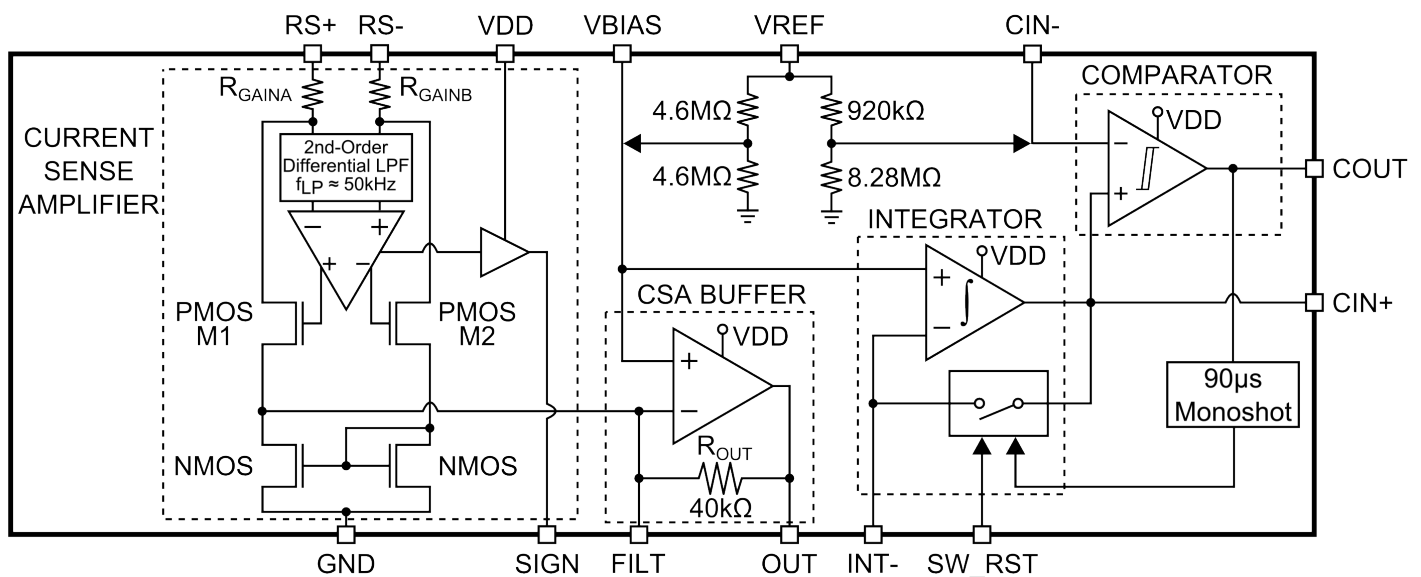 RS+ RS- VDD VBIAS VREF CIN-
CURRENT
SENSE
AMPLIFIER
RGAINA
RGAINB
2nd-Order
Differential LPF
fLP ≈ 50kHz
− +
+ −
PMOS
M1
PMOS
M2
NMOS
NMOS
4.6MΩ
4.6MΩ
920kΩ
8.28MΩ
COMPARATOR
VDD
−
+
COUT
INTEGRATOR
VDD
+
∫
−
CIN+
CSA BUFFER
VDD
+
−
ROUT
40kΩ
90µs
Monoshot
GND SIGN FILT OUT INT- SW_RST